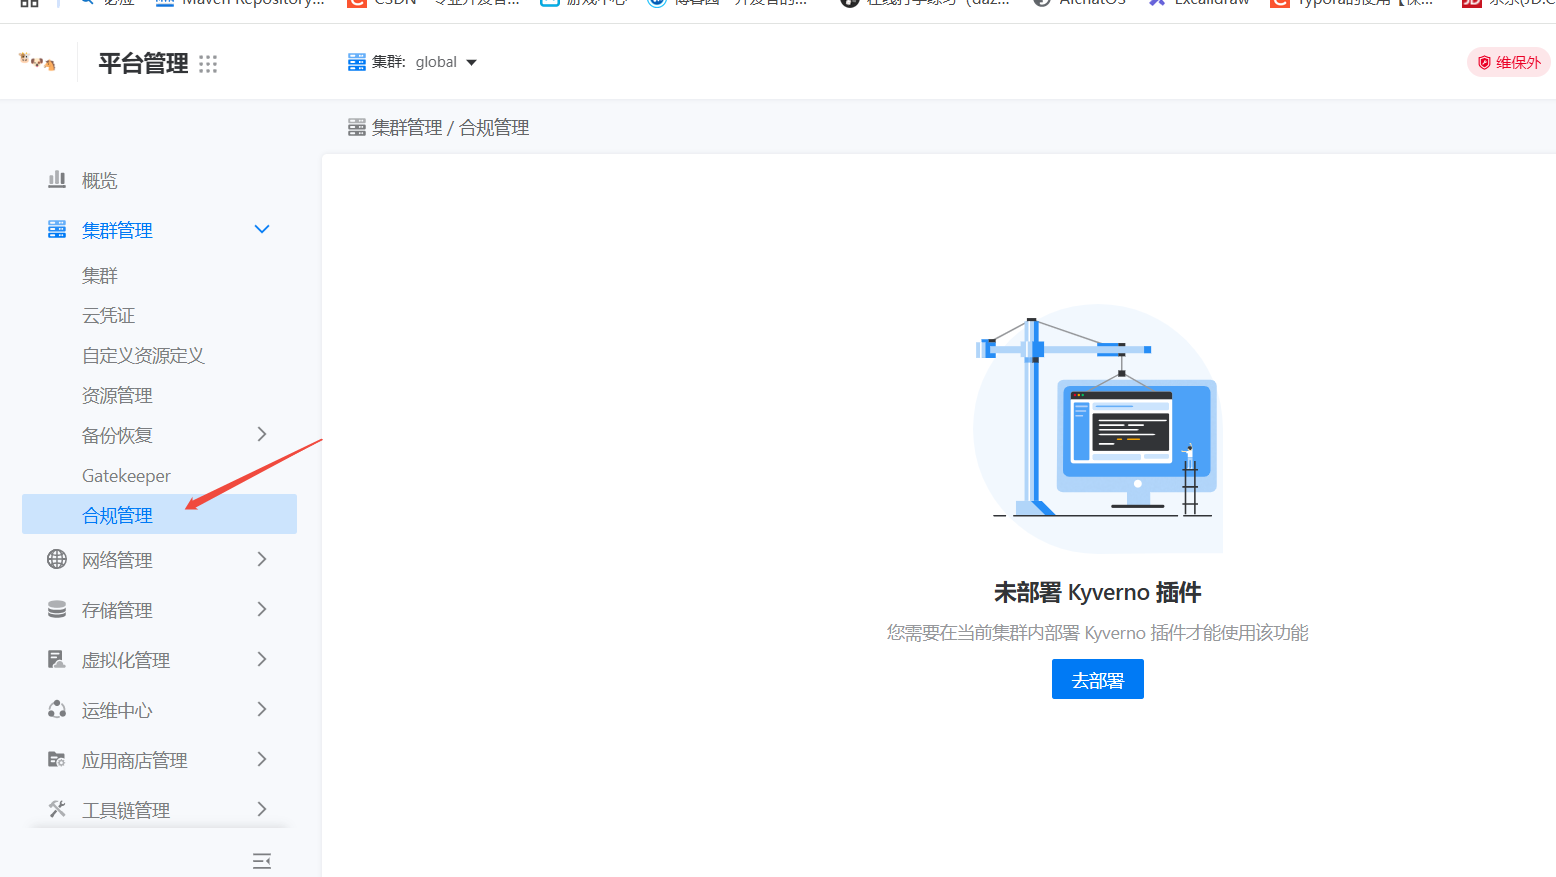 Maven Repository:...
CSDN
AIchatOS
Excalidraw
平台管理
集群: global
维保外
集群管理 / 合规管理
概览
集群管理
集群
云凭证
自定义资源定义
资源管理
备份恢复
Gatekeeper
合规管理
网络管理
存储管理
虚拟化管理
运维中心
应用商店管理
工具链管理
未部署 Kyverno 插件
您需要在当前集群内部署 Kyverno 插件才能使用该功能
去部署